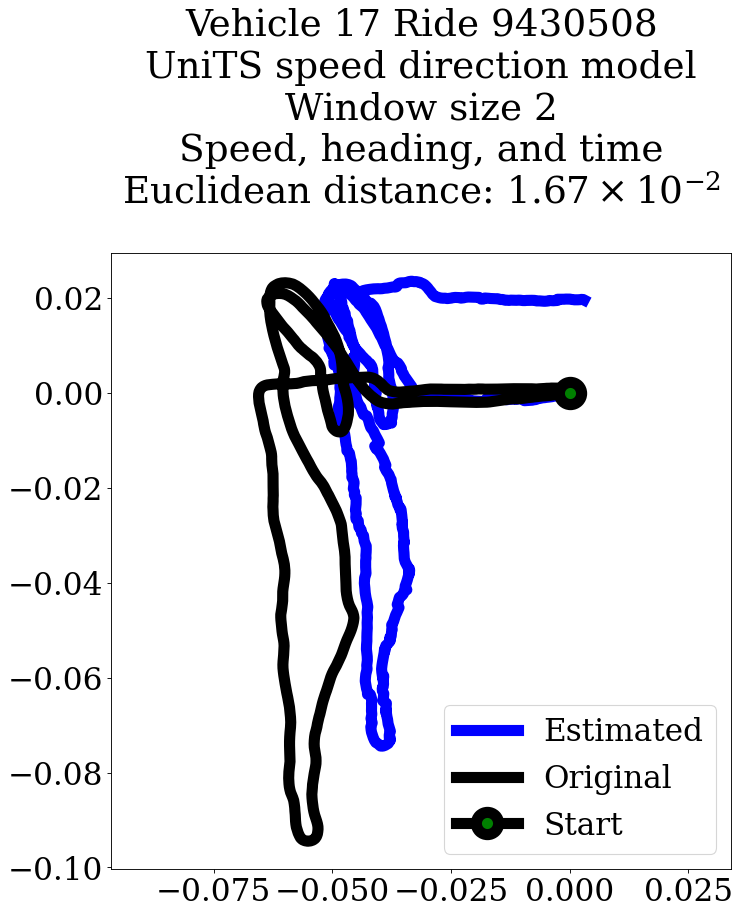 Vehicle 17 Ride 9430508
UniTS speed direction model
Window size 2
Speed, heading, and time
Euclidean distance: 1.67 × 10⁻²
0.02
0.00
−0.02
−0.04
−0.06
−0.08
−0.10
Estimated
Original
Start
−0.075 −0.050 −0.025 0.000 0.025